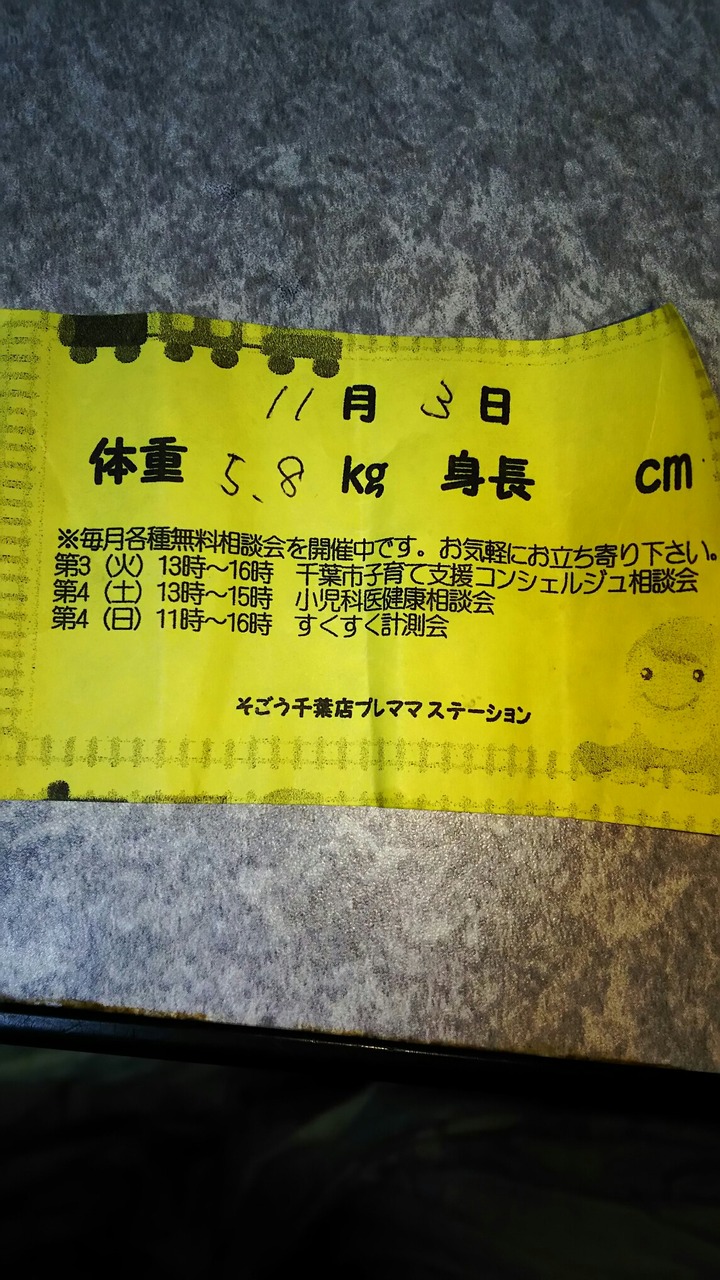 11月3日
体重 5.8 kg 身長 cm
※毎月各種無料相談会を開催中です。お気軽にお立ち寄り下さい。
第3（火）13時～16時 千葉市子育て支援コンシェルジュ相談会
第4（土）13時～15時 小児科医健康相談会
第4（日）11時～16時 すくすく計測会
そごう千葉店プレママステーション